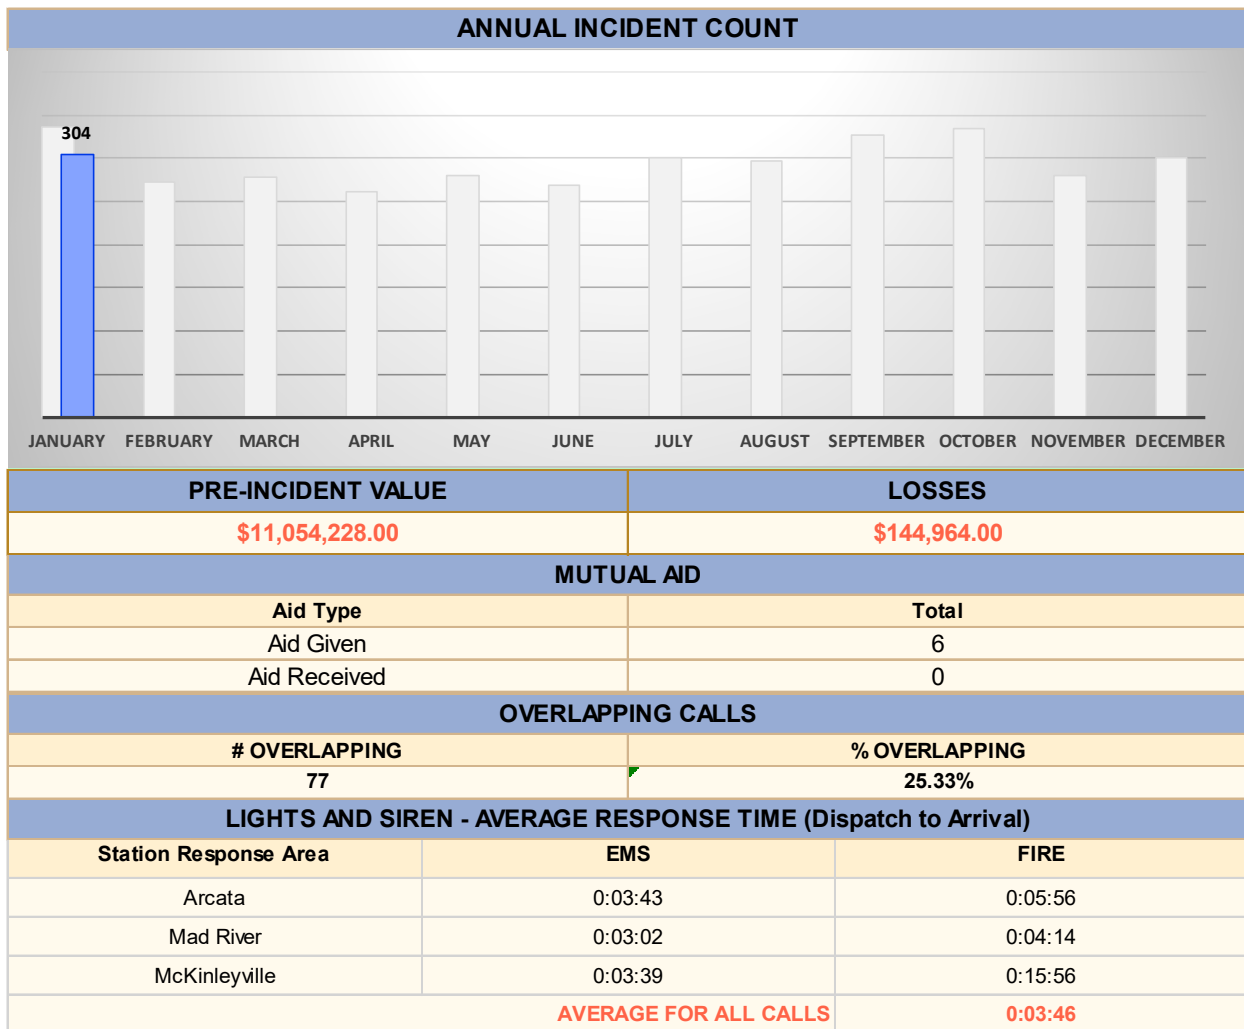 ANNUAL INCIDENT COUNT
304
JANUARY FEBRUARY MARCH APRIL MAY JUNE JULY AUGUST SEPTEMBER OCTOBER NOVEMBER DECEMBER
PRE-INCIDENT VALUE LOSSES
$11,054,228.00 $144,964.00
MUTUAL AID
Aid Type Total
Aid Given 6
Aid Received 0
OVERLAPPING CALLS
# OVERLAPPING % OVERLAPPING
77 25.33%
LIGHTS AND SIREN - AVERAGE RESPONSE TIME (Dispatch to Arrival)
Station Response Area EMS FIRE
Arcata 0:03:43 0:05:56
Mad River 0:03:02 0:04:14
McKinleyville 0:03:39 0:15:56
AVERAGE FOR ALL CALLS 0:03:46